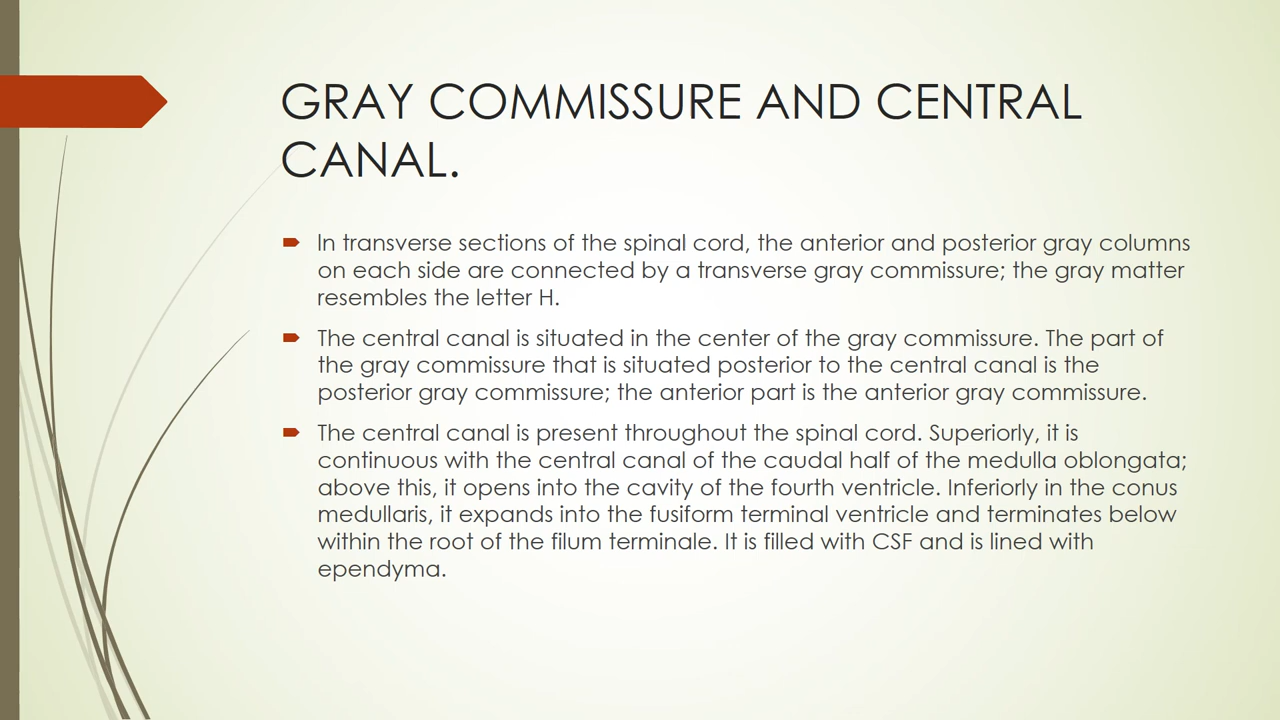 GRAY COMMISSURE AND CENTRAL
CANAL.
In transverse sections of the spinal cord, the anterior and posterior gray columns
on each side are connected by a transverse gray commissure; the gray matter
resembles the letter H.
The central canal is situated in the center of the gray commissure. The part of
the gray commissure that is situated posterior to the central canal is the
posterior gray commissure; the anterior part is the anterior gray commissure.
The central canal is present throughout the spinal cord. Superiorly, it is
continuous with the central canal of the caudal half of the medulla oblongata;
above this, it opens into the cavity of the fourth ventricle. Inferiorly in the conus
medullaris, it expands into the fusiform terminal ventricle and terminates below
within the root of the filum terminale. It is filled with CSF and is lined with
ependyma.